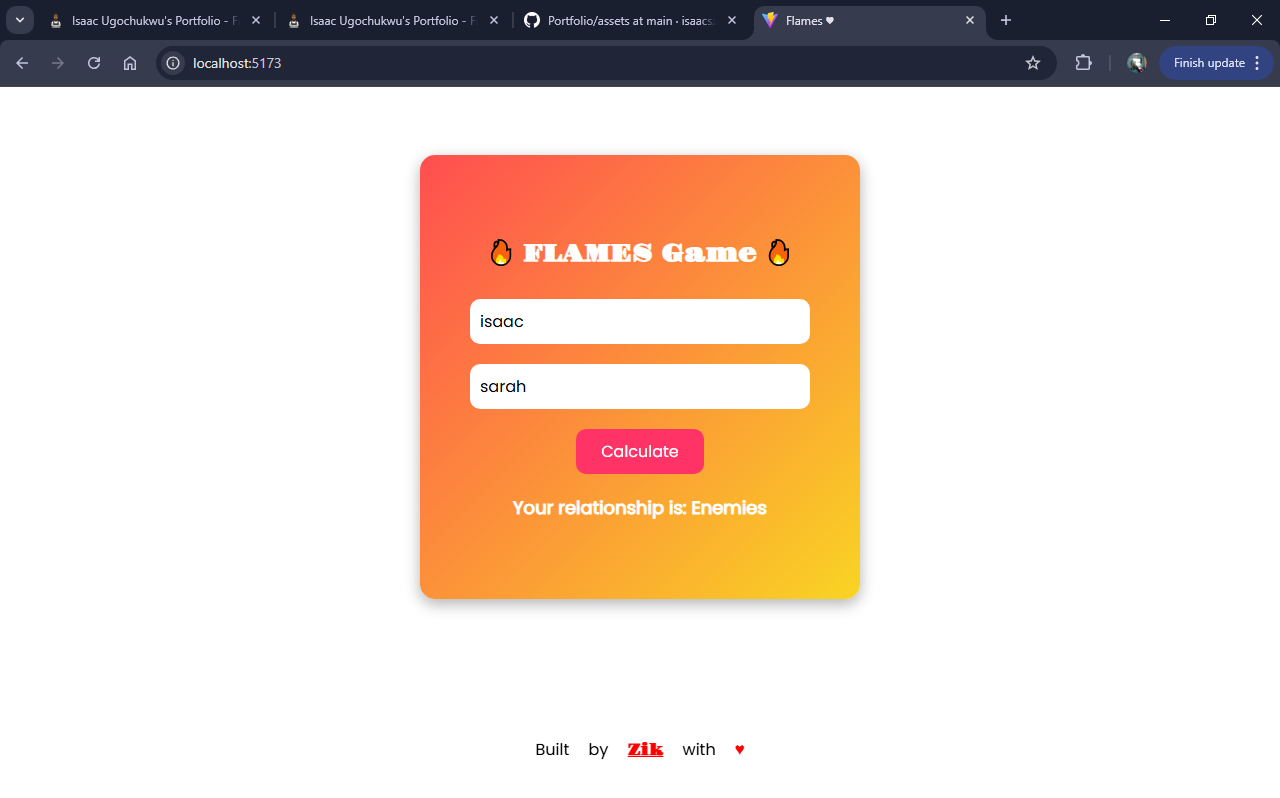 Isaac Ugochukwu's Portfolio - F
Isaac Ugochukwu's Portfolio - F
Portfolio/assets at main · isaacs
Flames ♥
localhost:5173
Finish update
🔥 FLAMES Game 🔥
isaac
sarah
Calculate
Your relationship is: Enemies
Built by Zik with ♥